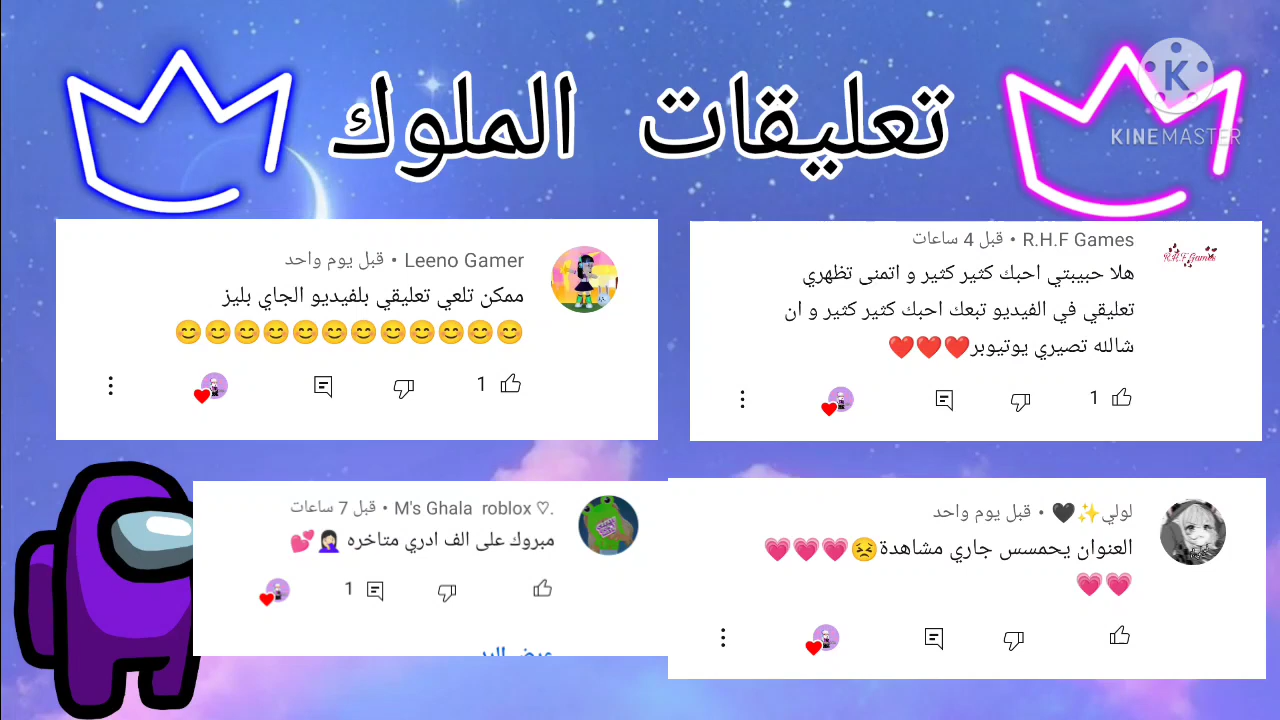 تعليقات الملوك
KINEMASTER
R.H.F Games • قبل 4 ساعات
هلا حبيبتي احبك كثير كثير و اتمنى تظهري
تعليقي في الفيديو تبعك احبك كثير كثير و ان
شالله تصيري يوتيوبر❤️❤️❤️
1
Leeno Gamer • قبل يوم واحد
ممكن تلعي تعليقي بلفيديو الجاي بليز
😊😊😊😊😊😊😊😊😊😊😊😊
1
لولي✨🖤 • قبل يوم واحد
العنوان يحمسس جاري مشاهدة😣💗💗💗
💗💗
M's Ghala roblox ♡. • قبل 7 ساعات
مبروك على الف ادري متاخره 🤦🏻‍♀️💕
1